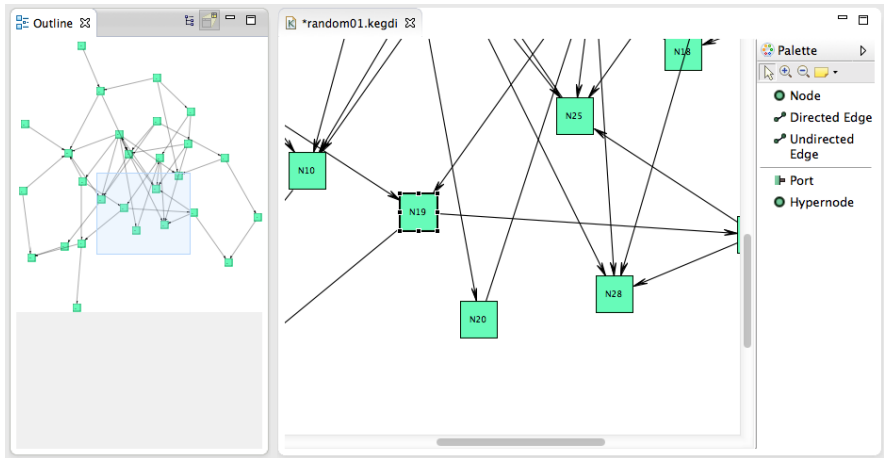 Outline
*random01.kegdi
N18
Palette
N25
Node
Directed Edge
Undirected
Edge
N10
Port
Hypernode
N19
N28
N20